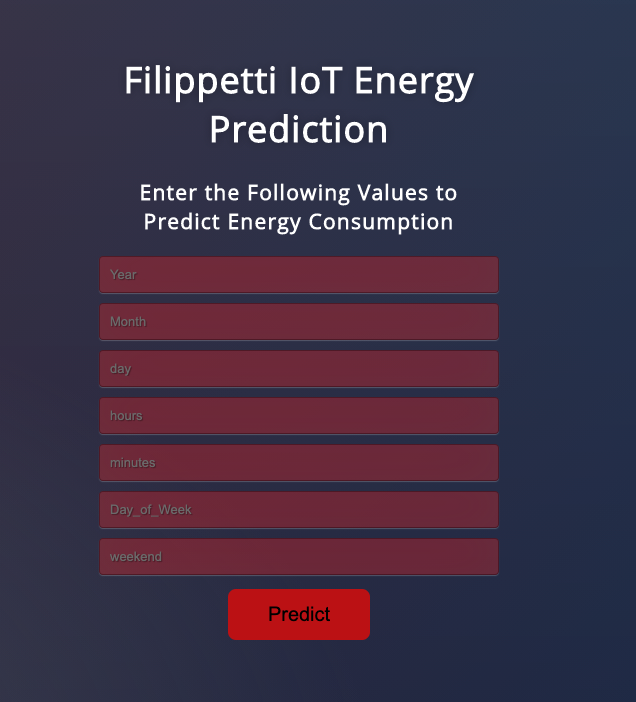 Filippetti IoT Energy
Prediction
Enter the Following Values to
Predict Energy Consumption
Year
Month
day
hours
minutes
Day_of_Week
weekend
Predict